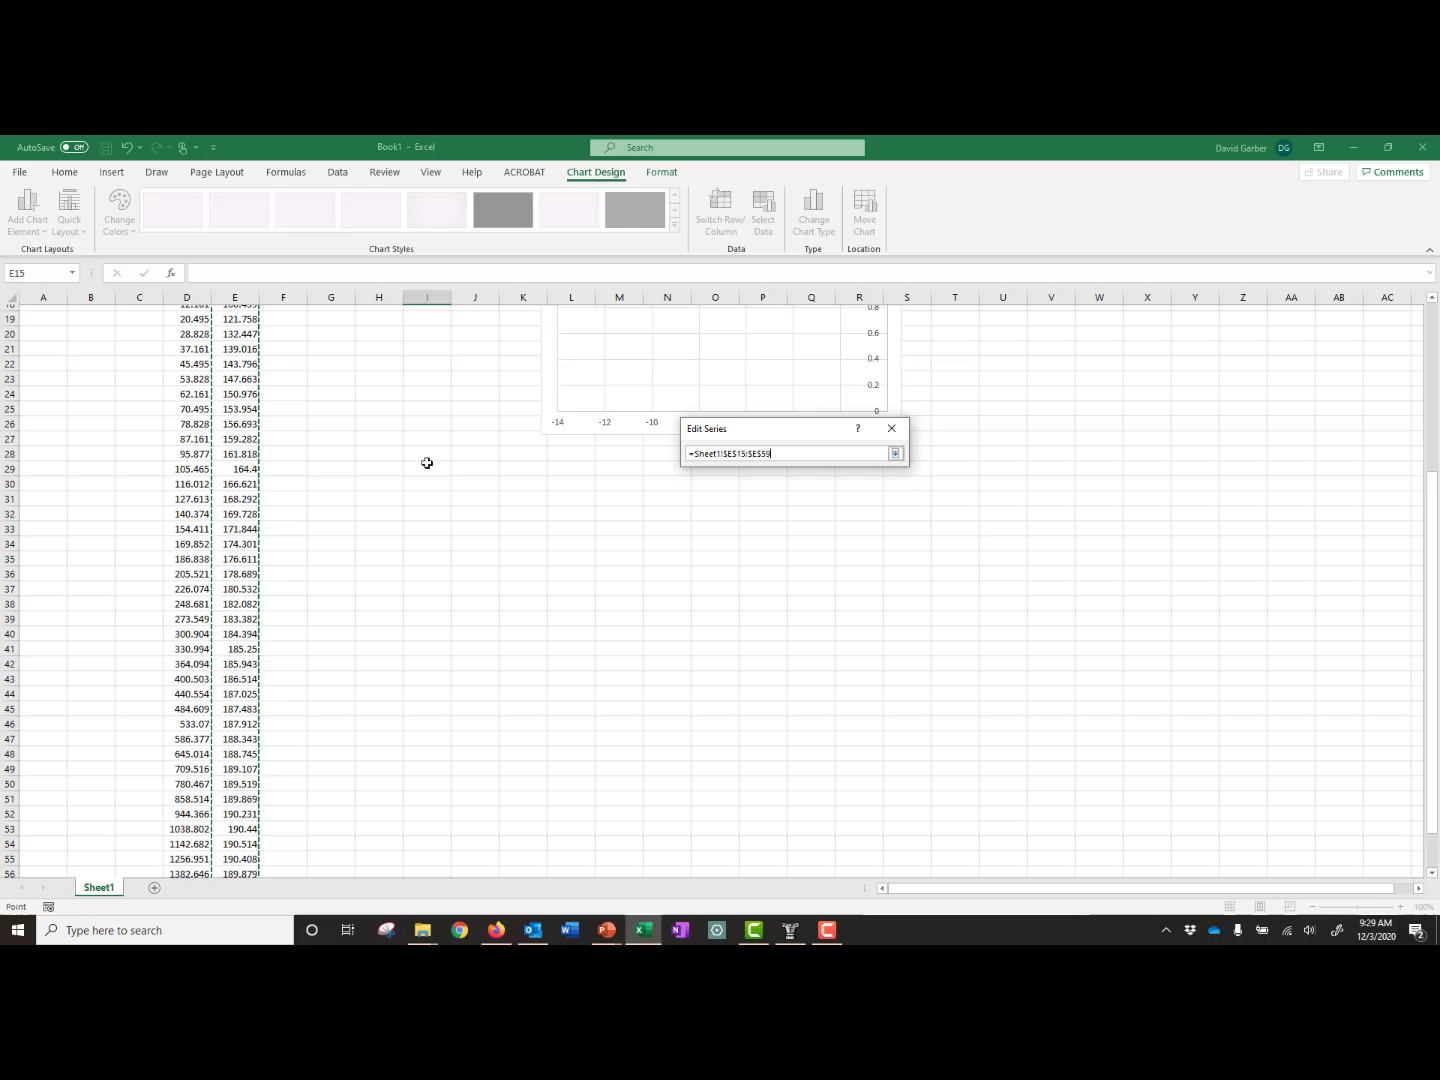 AutoSave Off Book1 - Excel Search David Garber DG
File Home Insert Draw Page Layout Formulas Data Review View Help ACROBAT Chart Design Format Share Comments
Add Chart Element Quick Layout Change Colors Switch Row/ Column Select Data Change Chart Type Move Chart
Chart Layouts Chart Styles Data Type Location
E15 fx
A B C D E F G H I J K L M N O P Q R S T U V W X Y Z AA AB AC
0.8
19 20.495 121.758
20 28.828 132.447 0.6
21 37.161 139.016
22 45.495 143.796 0.4
23 53.828 147.663
24 62.161 150.976 0.2
25 70.495 153.954 0
26 78.828 156.693 -14 -12 -10
Edit Series ?
27 87.161 159.282
28 95.877 161.818 =Sheet1!$E$15:$E$59
29 105.465 164.4
30 116.012 166.621
31 127.613 168.292
32 140.374 169.728
33 154.411 171.844
34 169.852 174.301
35 186.838 176.611
36 205.521 178.689
37 226.074 180.532
38 248.681 182.082
39 273.549 183.382
40 300.904 184.394
41 330.994 185.25
42 364.094 185.943
43 400.503 186.514
44 440.554 187.025
45 484.609 187.483
46 533.07 187.912
47 586.377 188.343
48 645.014 188.745
49 709.516 189.107
50 780.467 189.519
51 858.514 189.869
52 944.366 190.231
53 1038.802 190.44
54 1142.682 190.514
55 1256.951 190.408
56 1382.646 189.879
Sheet1
Point 100%
Type here to search 9:29 AM
12/3/2020 2